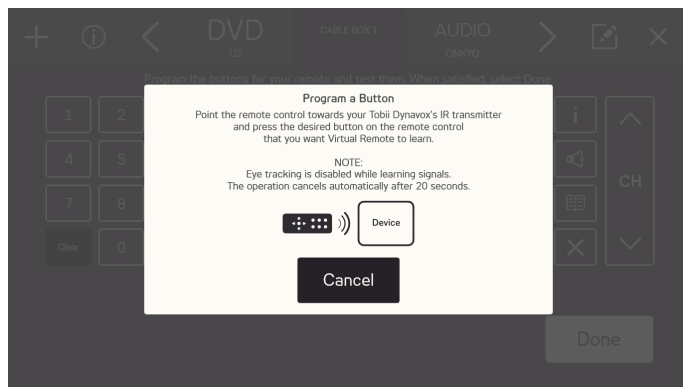 DVD
LG
CABLE BOX 1
AUDIO
ONKYO
Program the buttons for your remote and test them. When satisfied, select Done
Program a Button
Point the remote control towards your Tobii Dynavox's IR transmitter
and press the desired button on the remote control
that you want Virtual Remote to learn.
NOTE:
Eye tracking is disabled while learning signals.
The operation cancels automatically after 20 seconds.
Device
Cancel
1 2
4 5
7 8
Clear 0
CH
Done